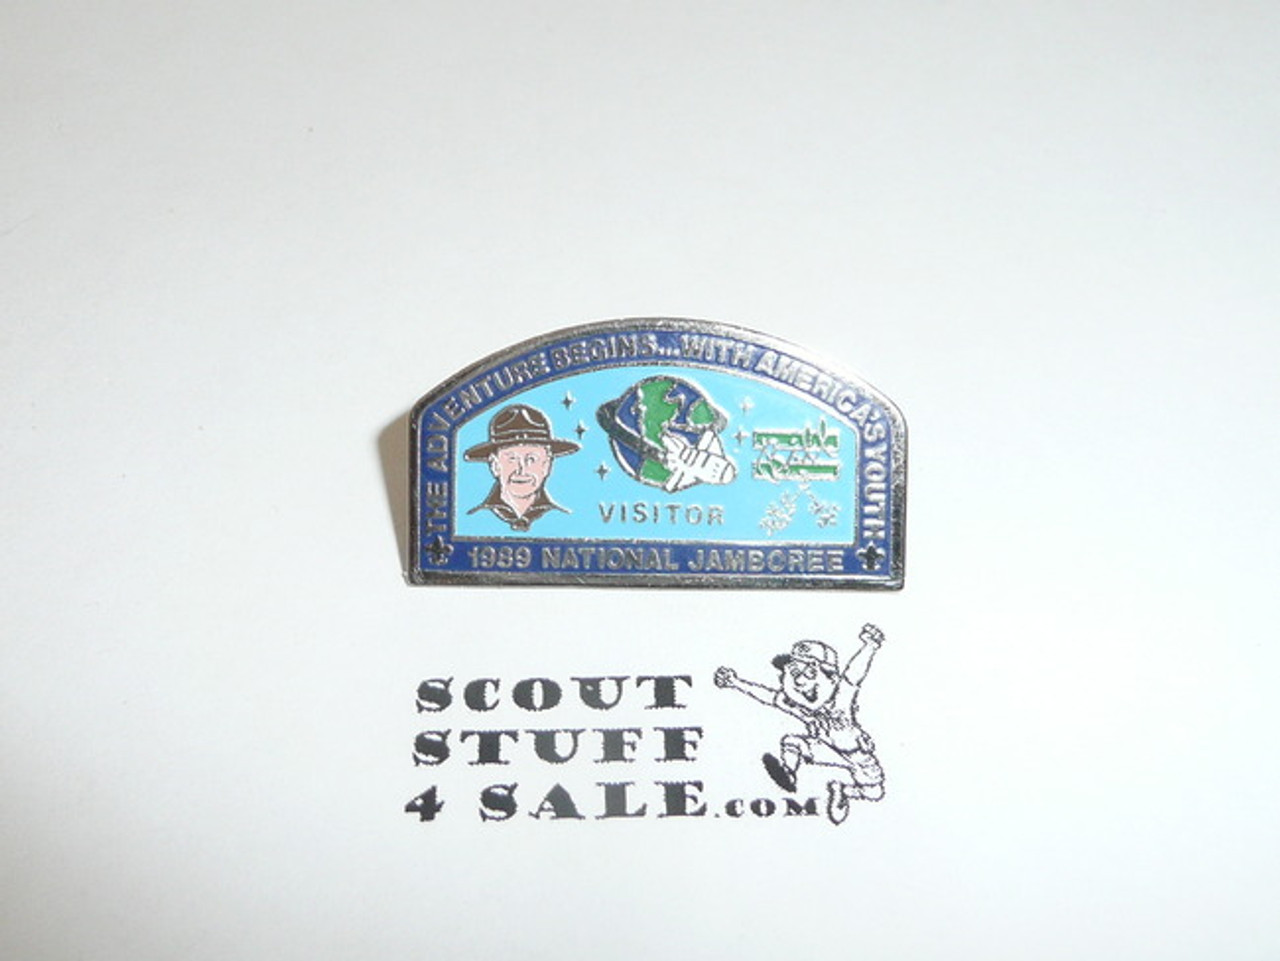 THE ADVENTURE BEGINS...WITH AMERICA'S YOUTH
VISITOR
1989 NATIONAL JAMBOREE
SCOUT
STUFF
4 SALE.COM